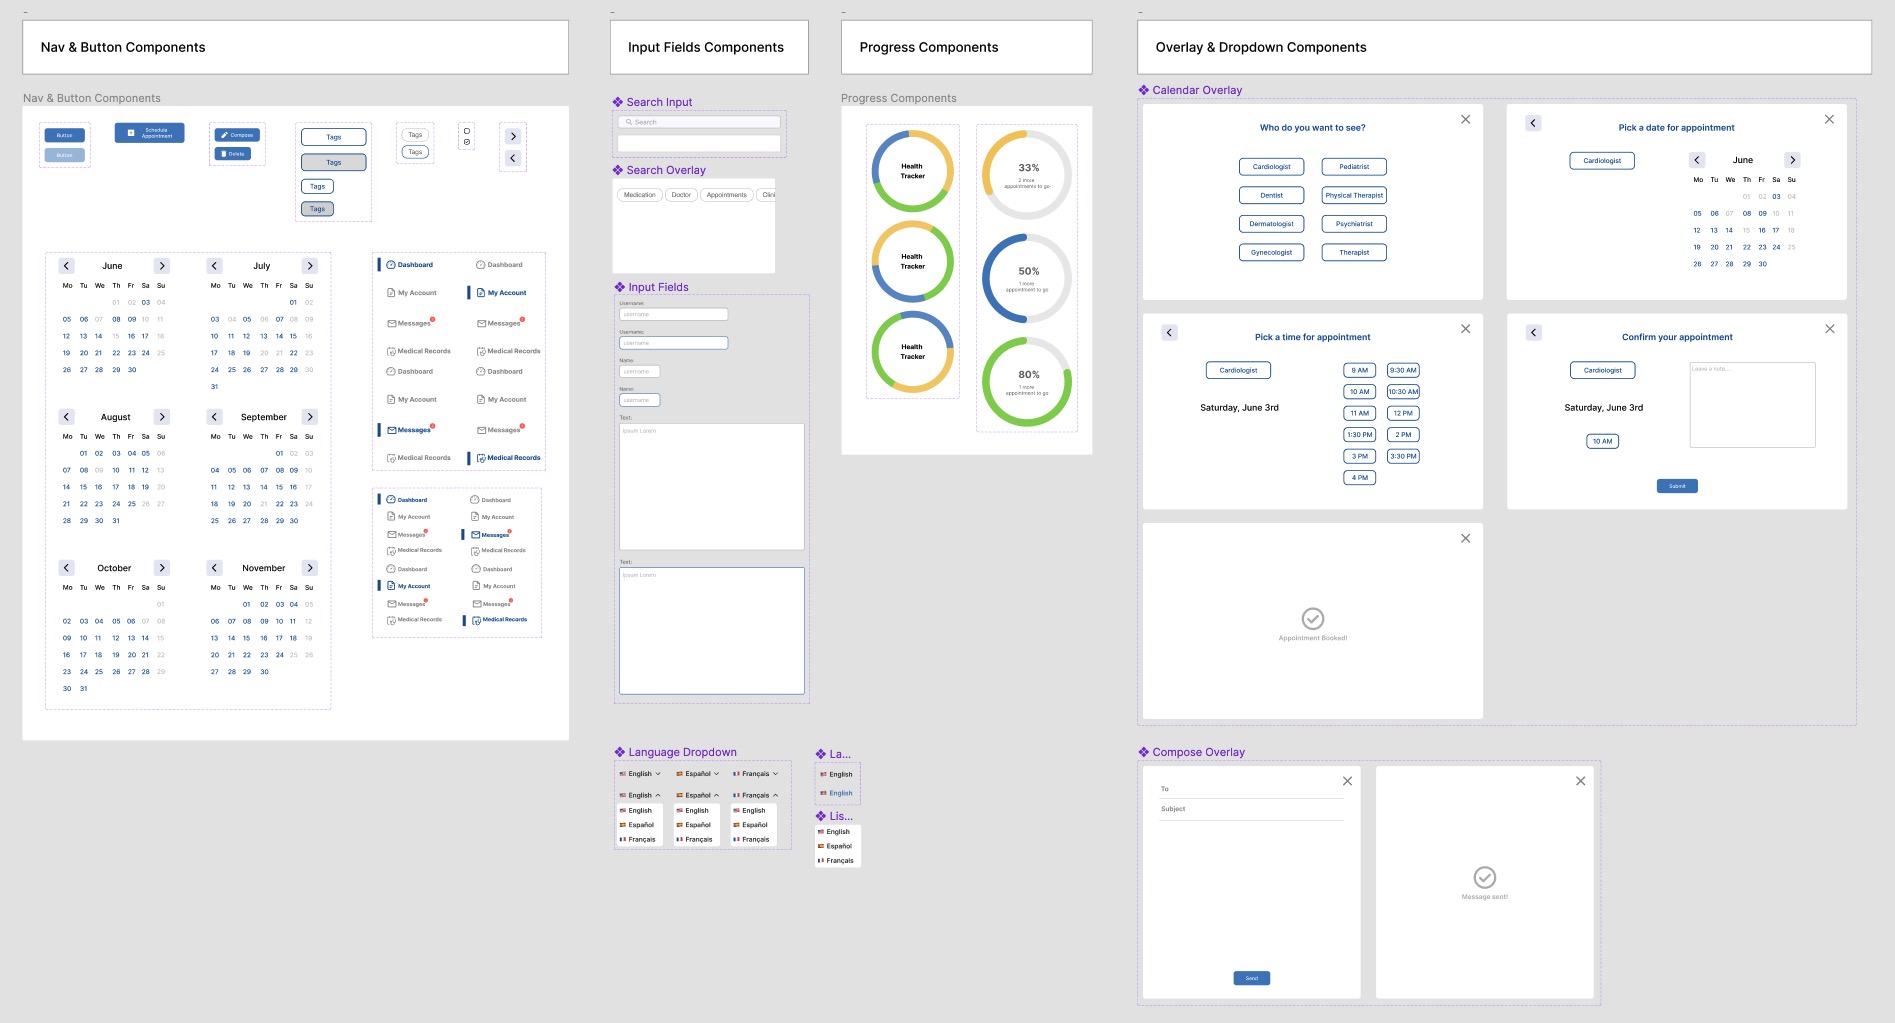 Nav & Button Components
Nav & Button Components
Button
Button
Schedule
Appointment
Compose
Delete
Tags
Tags
Tags
Tags
Tags
Tags
June
Mo Tu We Th Fr Sa Su
01 02 03 04
05 06 07 08 09 10 11
12 13 14 15 16 17 18
19 20 21 22 23 24 25
26 27 28 29 30
July
Mo Tu We Th Fr Sa Su
01 02
03 04 05 06 07 08 09
10 11 12 13 14 15 16
17 18 19 20 21 22 23
24 25 26 27 28 29 30
31
August
Mo Tu We Th Fr Sa Su
01 02 03 04 05 06
07 08 09 10 11 12 13
14 15 16 17 18 19 20
21 22 23 24 25 26 27
28 29 30 31
September
Mo Tu We Th Fr Sa Su
01 02 03
04 05 06 07 08 09 10
11 12 13 14 15 16 17
18 19 20 21 22 23 24
25 26 27 28 29 30
October
Mo Tu We Th Fr Sa Su
01
02 03 04 05 06 07 08
09 10 11 12 13 14 15
16 17 18 19 20 21 22
23 24 25 26 27 28 29
30 31
November
Mo Tu We Th Fr Sa Su
01 02 03 04 05
06 07 08 09 10 11 12
13 14 15 16 17 18 19
20 21 22 23 24 25 26
27 28 29 30
Dashboard Dashboard
My Account My Account
Messages Messages
Medical Records Medical Records
Dashboard Dashboard
My Account My Account
Messages Messages
Medical Records Medical Records
Dashboard Dashboard
My Account My Account
Messages Messages
Medical Records Medical Records
Dashboard Dashboard
My Account My Account
Messages Messages
Medical Records Medical Records
Input Fields Components
Search Input
Search
Search Overlay
Medication Doctor Appointments Clini
Input Fields
Username:
username
Username:
username
Name:
username
Name:
username
Text:
Ipsum Lorem
Text:
Ipsum Lorem
Language Dropdown
English Español Français
English Español Français
English English English
Español Español Español
Français Français Français
La...
English
English
Lis...
English
Español
Français
Progress Components
Progress Components
Health
Tracker
Health
Tracker
Health
Tracker
33%
2 more
appointments to go
50%
1 more
appointment to go
80%
1 more
appointment to go
Overlay & Dropdown Components
Calendar Overlay
Who do you want to see?
Cardiologist Pediatrist
Dentist Physical Therapist
Dermatologist Psychiatrist
Gynecologist Therapist
Pick a date for appointment
Cardiologist
June
Mo Tu We Th Fr Sa Su
01 02 03 04
05 06 07 08 09 10 11
12 13 14 15 16 17 18
19 20 21 22 23 24 25
26 27 28 29 30
Pick a time for appointment
Cardiologist
Saturday, June 3rd
9 AM 9:30 AM
10 AM 10:30 AM
11 AM 12 PM
1:30 PM 2 PM
3 PM 3:30 PM
4 PM
Confirm your appointment
Cardiologist
Saturday, June 3rd
10 AM
Leave a note....
Submit
Appointment Booked!
Compose Overlay
To
Subject
Send
Message sent!